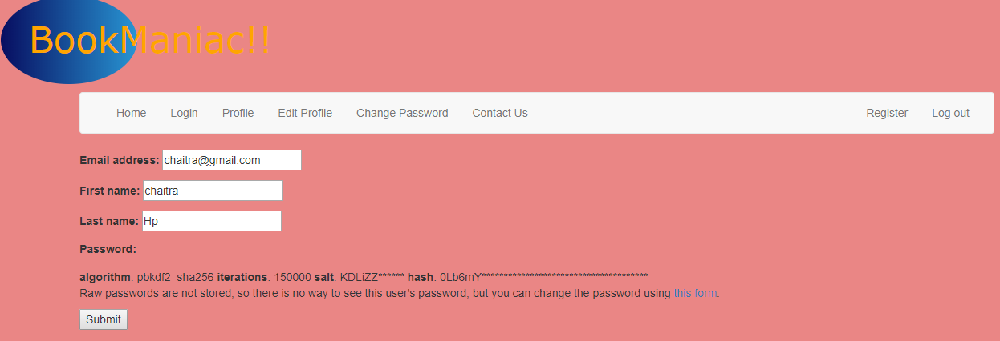 BookManiac!!
Home Login Profile Edit Profile Change Password Contact Us Register Log out
Email address: chaitra@gmail.com
First name: chaitra
Last name: Hp
Password:
algorithm: pbkdf2_sha256 iterations: 150000 salt: KDLiZZ****** hash: 0Lb6mY**************************************
Raw passwords are not stored, so there is no way to see this user's password, but you can change the password using this form.
Submit